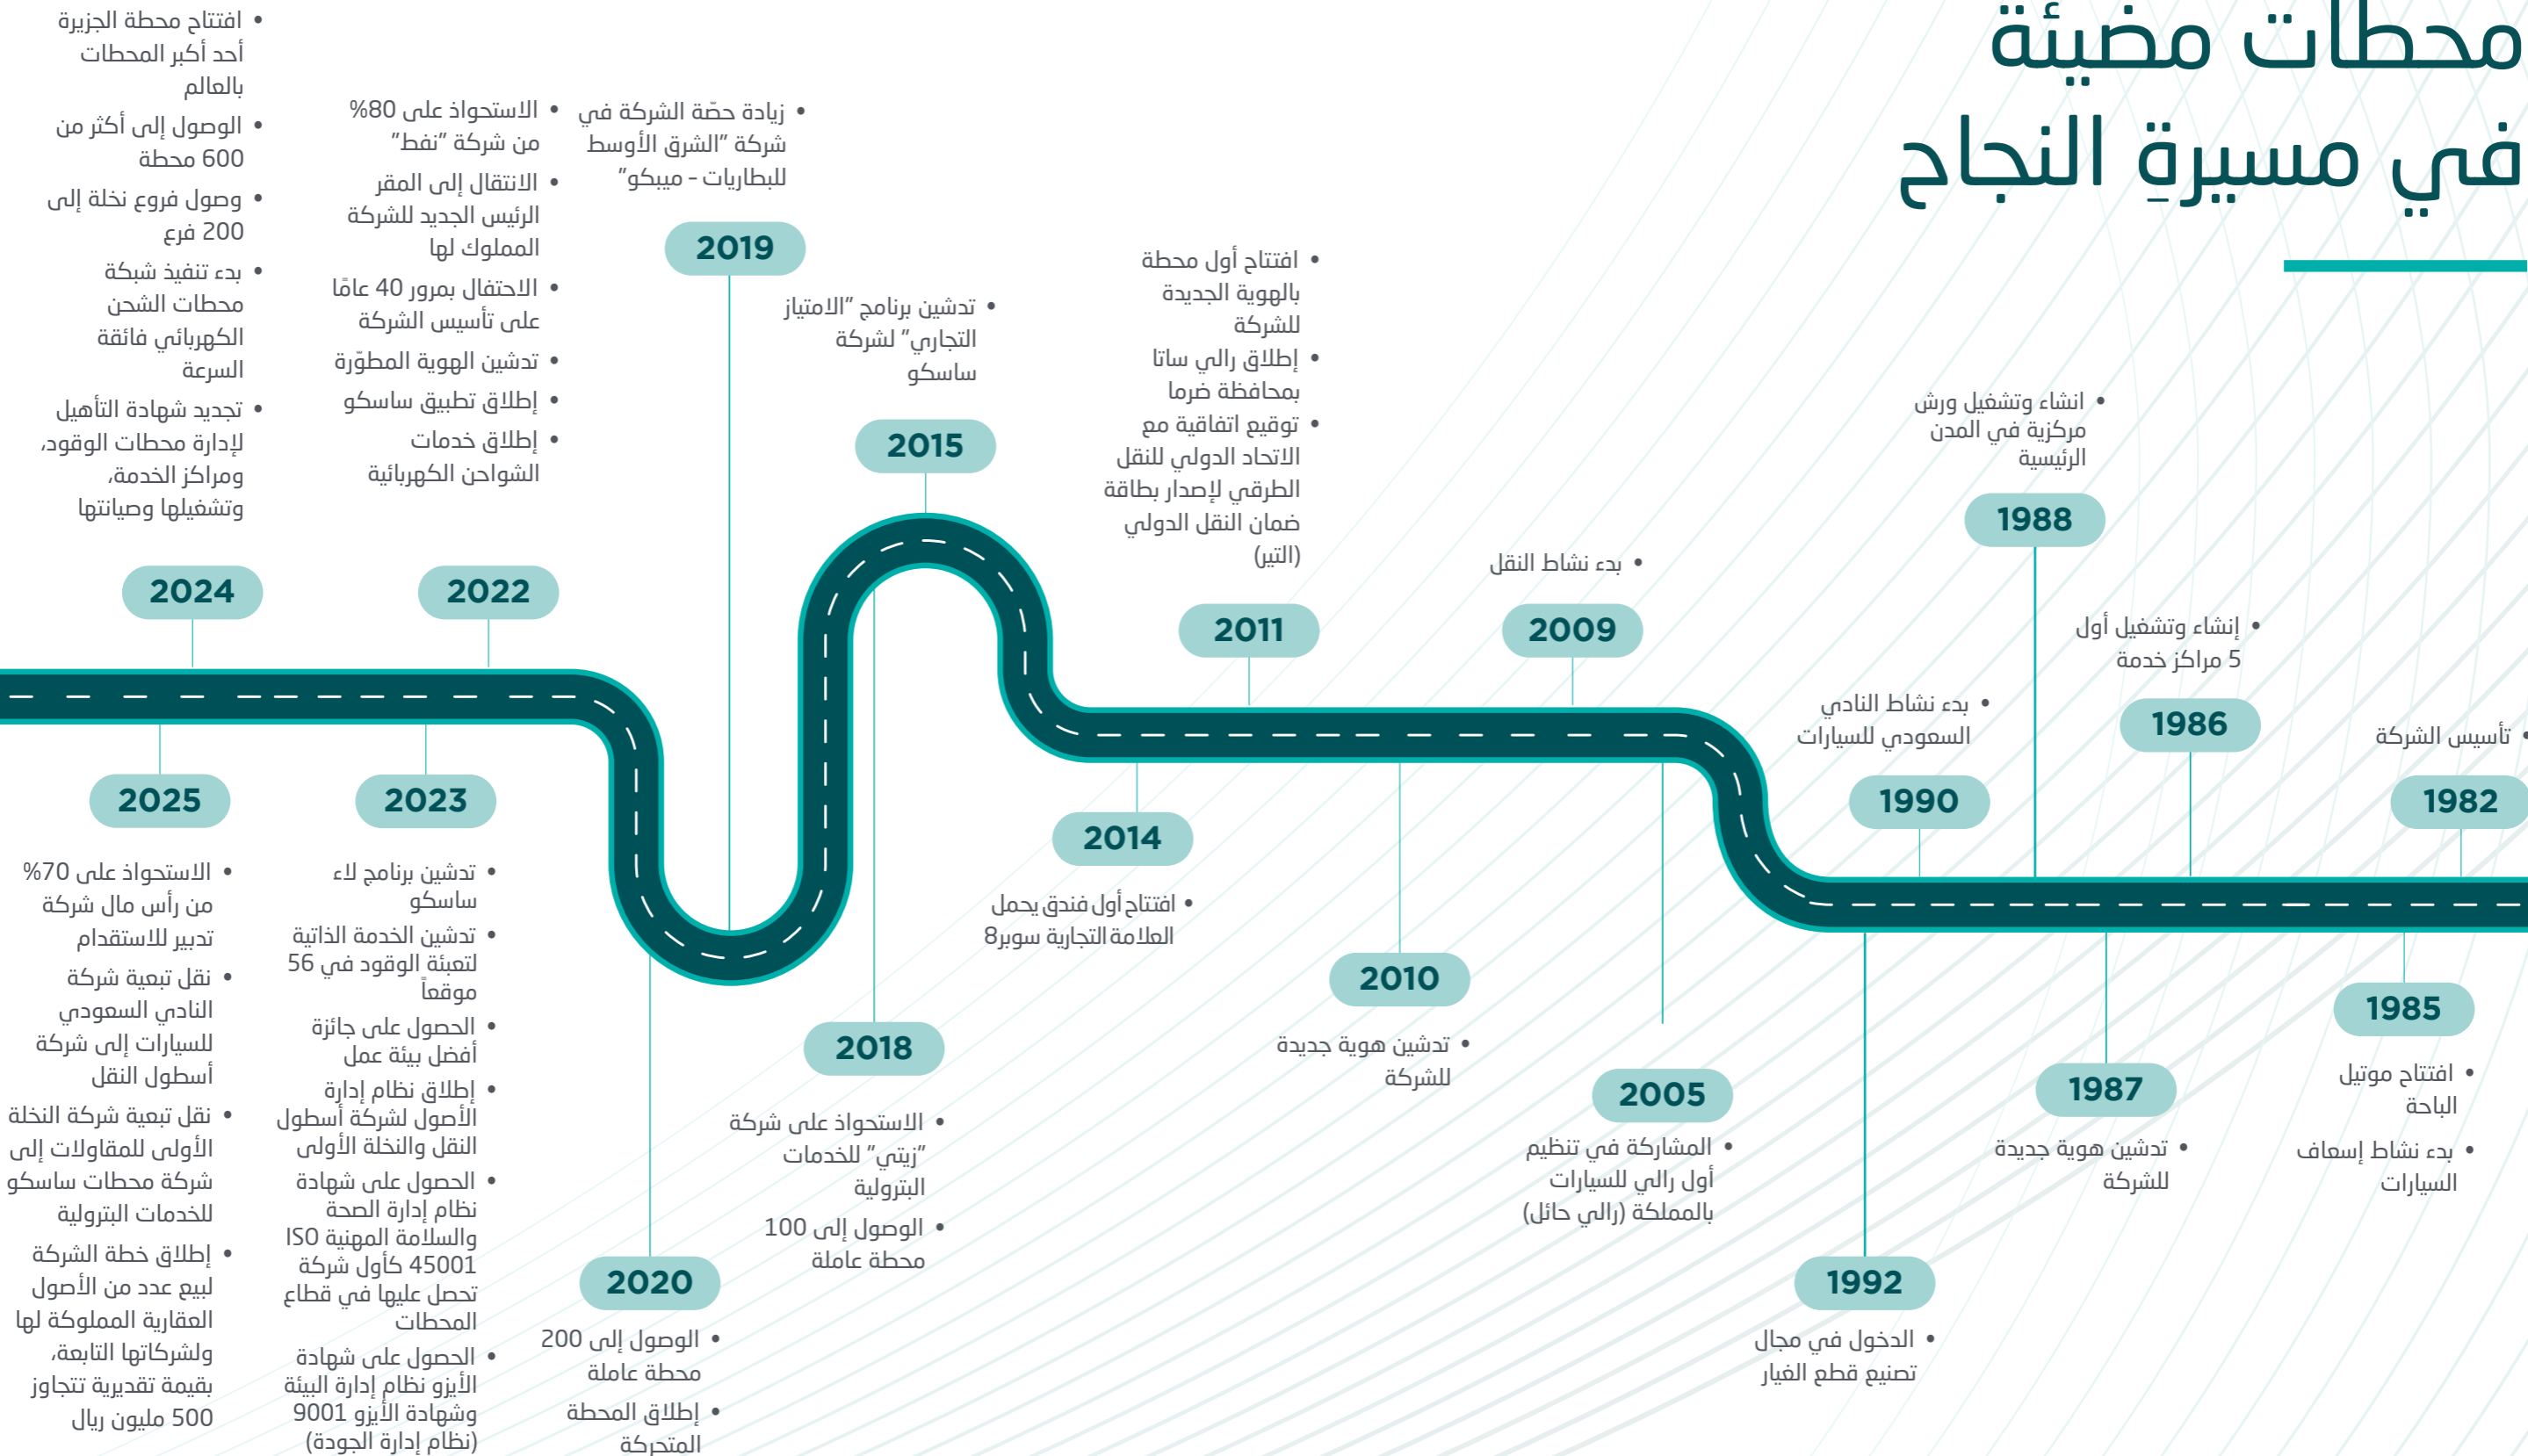 محطات مضيئة
في مسيرةِ النجاح
• تأسيس الشركة
1982
1985
• افتتاح موتيل
الباحة
• بدء نشاط إسعاف
السيارات
• إنشاء وتشغيل أول
5 مراكز خدمة
1986
1987
• تدشين هوية جديدة
للشركة
• انشاء وتشغيل ورش
مركزية في المدن
الرئيسية
1988
• بدء نشاط النادي
السعودي للسيارات
1990
1992
• الدخول في مجال
تصنيع قطع الغيار
2005
• المشاركة في تنظيم
أول رالي للسيارات
بالمملكة (رالي حائل)
• بدء نشاط النقل
2009
2010
• تدشين هوية جديدة
للشركة
• افتتاح أول محطة
بالهوية الجديدة
للشركة
• إطلاق رالي ساتا
بمحافظة ضرما
• توقيع اتفاقية مع
الاتحاد الدولي للنقل
الطرقي لإصدار بطاقة
ضمان النقل الدولي
(التير)
2011
2014
• افتتاح أول فندق يحمل
العلامة التجارية سوبر8
• تدشين برنامج "الامتياز
التجاري" لشركة
ساسكو
2015
2018
• الاستحواذ على شركة
"زيتي" للخدمات
البترولية
• الوصول إلى 100
محطة عاملة
• زيادة حصّة الشركة في
شركة "الشرق الأوسط
للبطاريات – ميبكو"
2019
2020
• الوصول إلى 200
محطة عاملة
• إطلاق المحطة
المتحركة
• الاستحواذ على 80%
من شركة "نفط"
• الانتقال إلى المقر
الرئيس الجديد للشركة
المملوك لها
• الاحتفال بمرور 40 عامًا
على تأسيس الشركة
• تدشين الهوية المطوّرة
• إطلاق تطبيق ساسكو
• إطلاق خدمات
الشواحن الكهربائية
2022
2023
• تدشين برنامج لاء
ساسكو
• تدشين الخدمة الذاتية
لتعبئة الوقود في 56
موقعاً
• الحصول على جائزة
أفضل بيئة عمل
• إطلاق نظام إدارة
الأصول لشركة أسطول
النقل والنخلة الأولى
• الحصول على شهادة
نظام إدارة الصحة
والسلامة المهنية ISO
45001 كأول شركة
تحصل عليها في قطاع
المحطات
• الحصول على شهادة
الأيزو نظام إدارة البيئة
وشهادة الأيزو 9001
(نظام إدارة الجودة)
• افتتاح محطة الجزيرة
أحد أكبر المحطات
بالعالم
• الوصول إلى أكثر من
600 محطة
• وصول فروع نخلة إلى
200 فرع
• بدء تنفيذ شبكة
محطات الشحن
الكهربائي فائقة
السرعة
• تجديد شهادة التأهيل
لإدارة محطات الوقود،
ومراكز الخدمة،
وتشغيلها وصيانتها
2024
2025
• الاستحواذ على 70%
من رأس مال شركة
تدبير للاستقدام
• نقل تبعية شركة
النادي السعودي
للسيارات إلى شركة
أسطول النقل
• نقل تبعية شركة النخلة
الأولى للمقاولات إلى
شركة محطات ساسكو
للخدمات البترولية
• إطلاق خطة الشركة
لبيع عدد من الأصول
العقارية المملوكة لها
ولشركاتها التابعة،
بقيمة تقديرية تتجاوز
500 مليون ريال